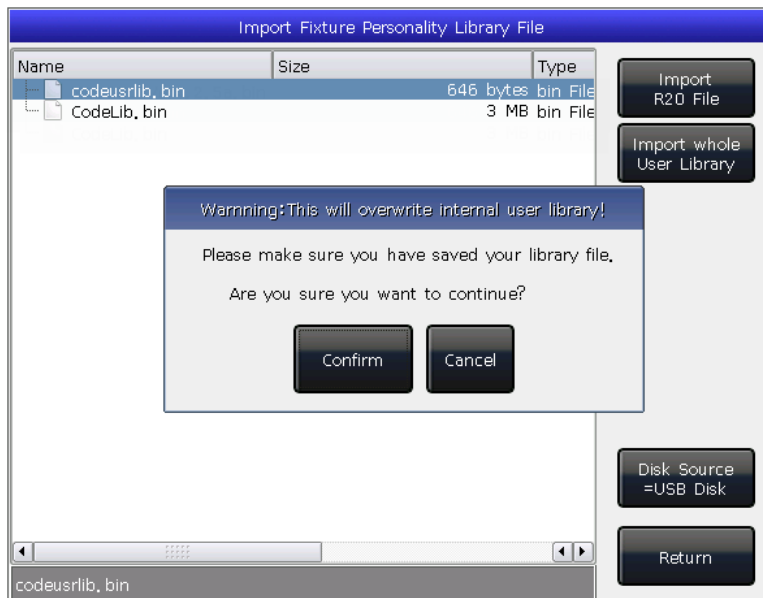 Import Fixture Personality Library File
Name Size Type
codeusrlib.bin 646 bytes bin File
CodeLib.bin 3 MB bin File
Import
R20 File
Import whole
User Library
Warnning:This will overwrite internal user library!
Please make sure you have saved your library file.
Are you sure you want to continue?
Confirm Cancel
Disk Source
=USB Disk
Return
codeusrlib.bin